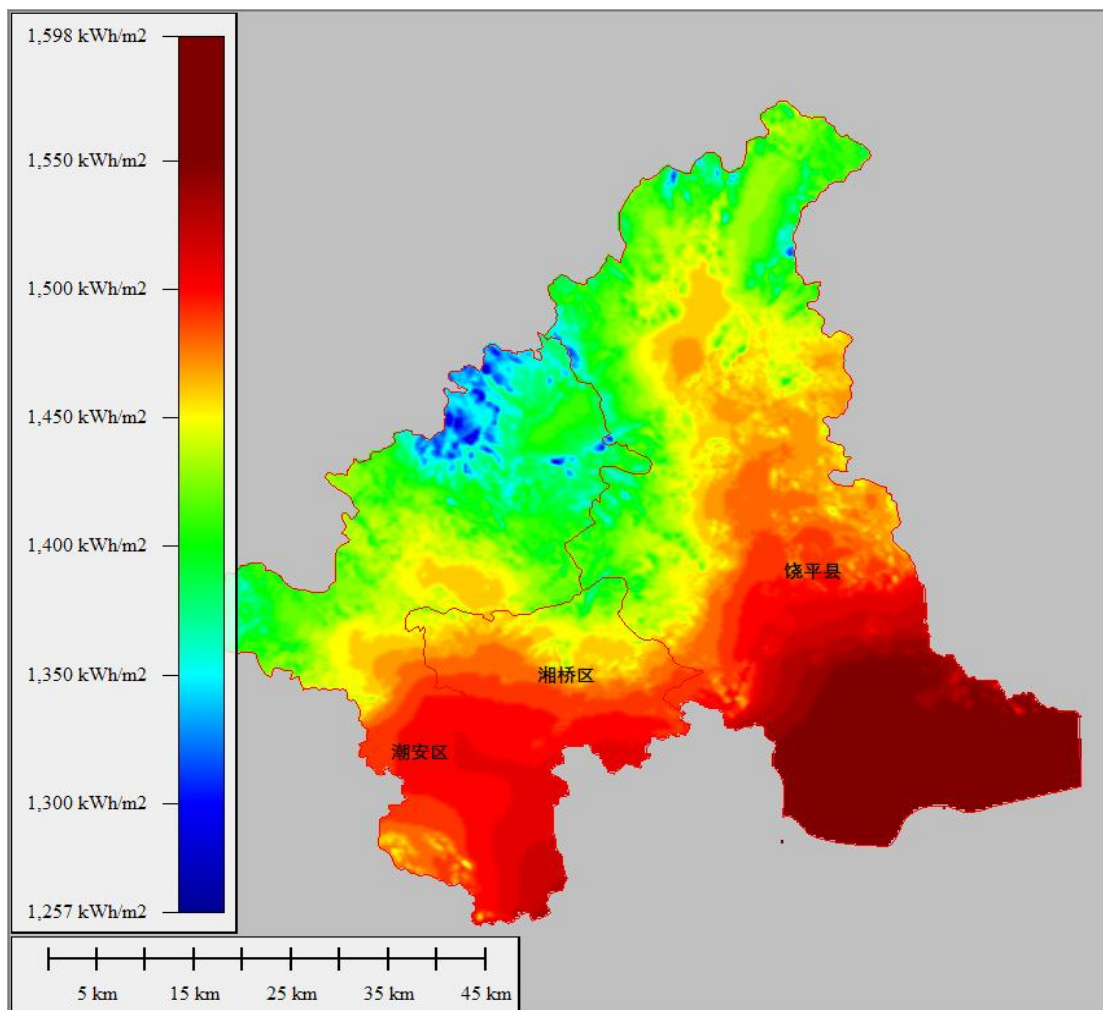 1,598 kWh/m2
1,550 kWh/m2
1,500 kWh/m2
1,450 kWh/m2
1,400 kWh/m2
1,350 kWh/m2
1,300 kWh/m2
1,257 kWh/m2
饶平县
湘桥区
潮安区
5 km 15 km 25 km 35 km 45 km